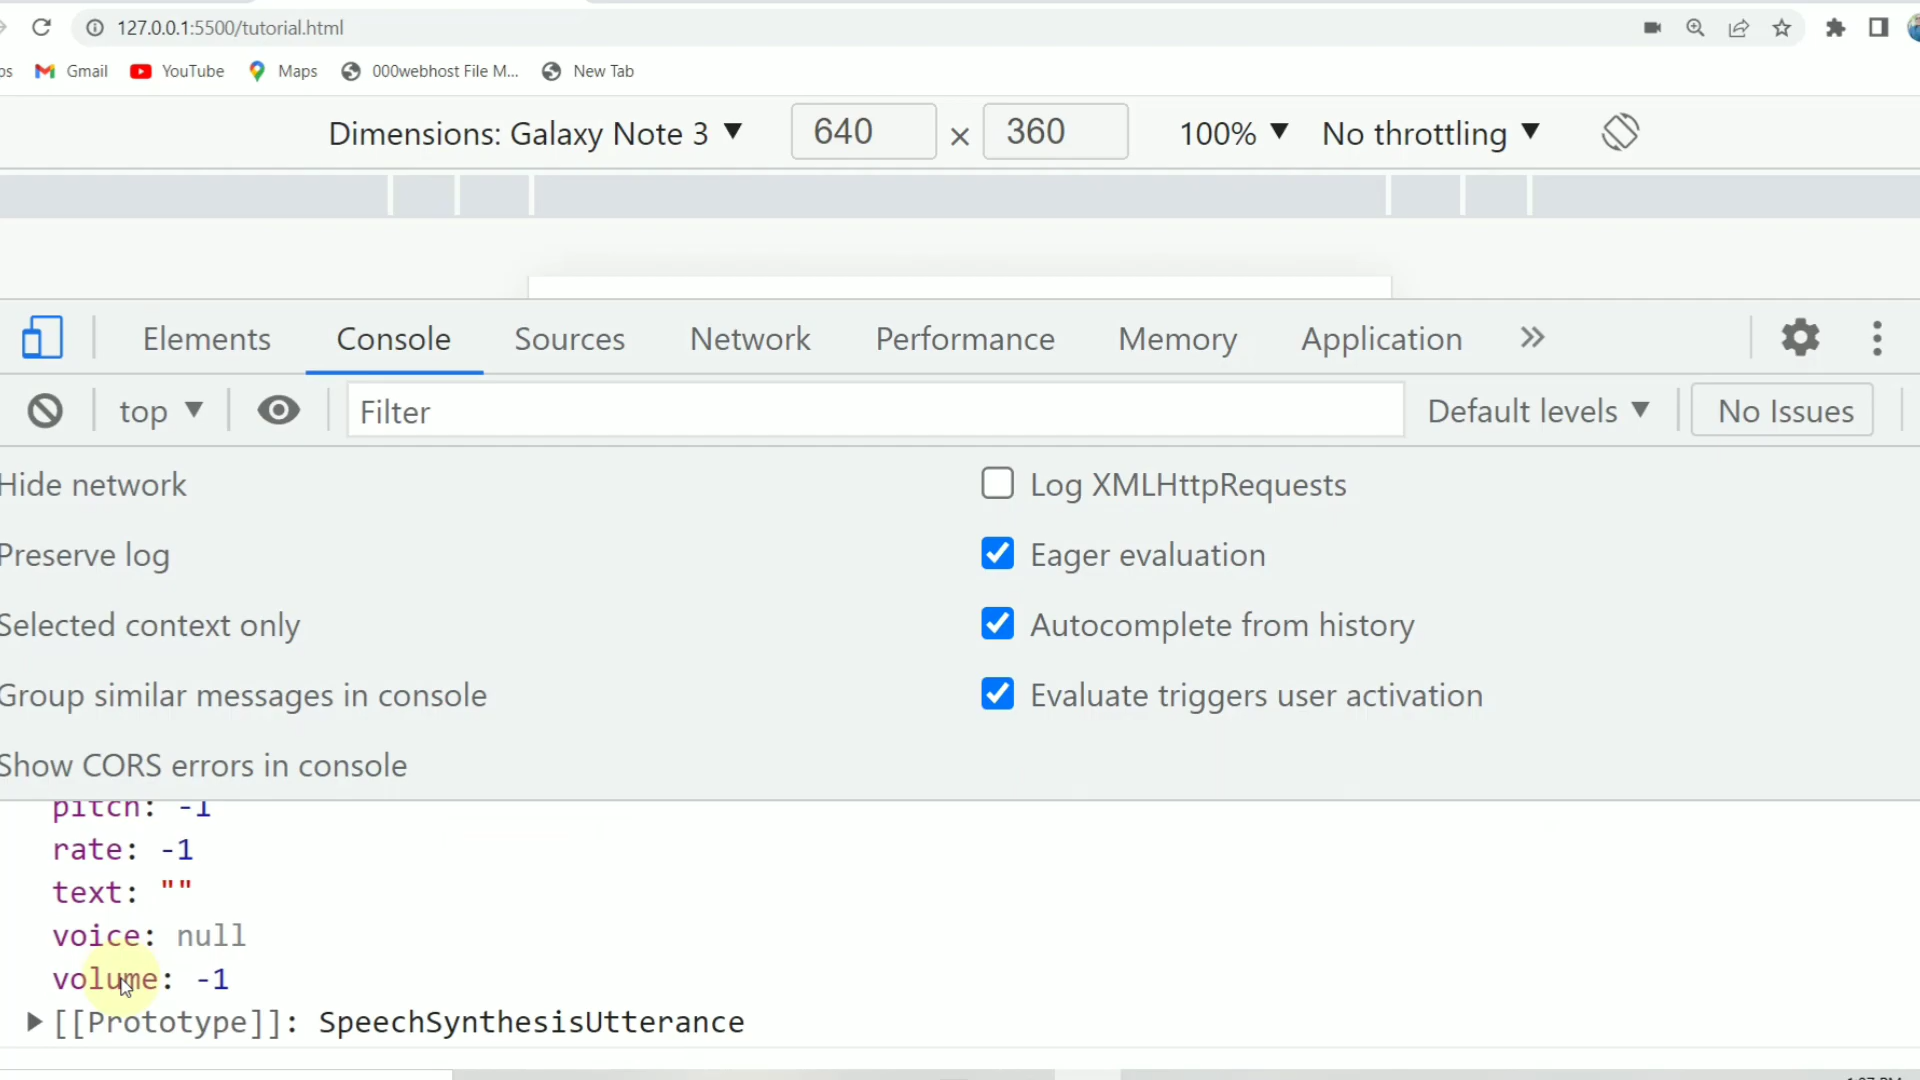 127.0.0.1:5500/tutorial.html
ps Gmail YouTube Maps 000webhost File M... New Tab
Dimensions: Galaxy Note 3 ▼ 640 × 360 100% ▼ No throttling ▼
Elements Console Sources Network Performance Memory Application »
top ▼ Filter Default levels ▼ No Issues
Hide network Log XMLHttpRequests
Preserve log Eager evaluation
Selected context only Autocomplete from history
Group similar messages in console Evaluate triggers user activation
Show CORS errors in console
pitch: -1
rate: -1
text: ""
voice: null
volume: -1
▶ [[Prototype]]: SpeechSynthesisUtterance